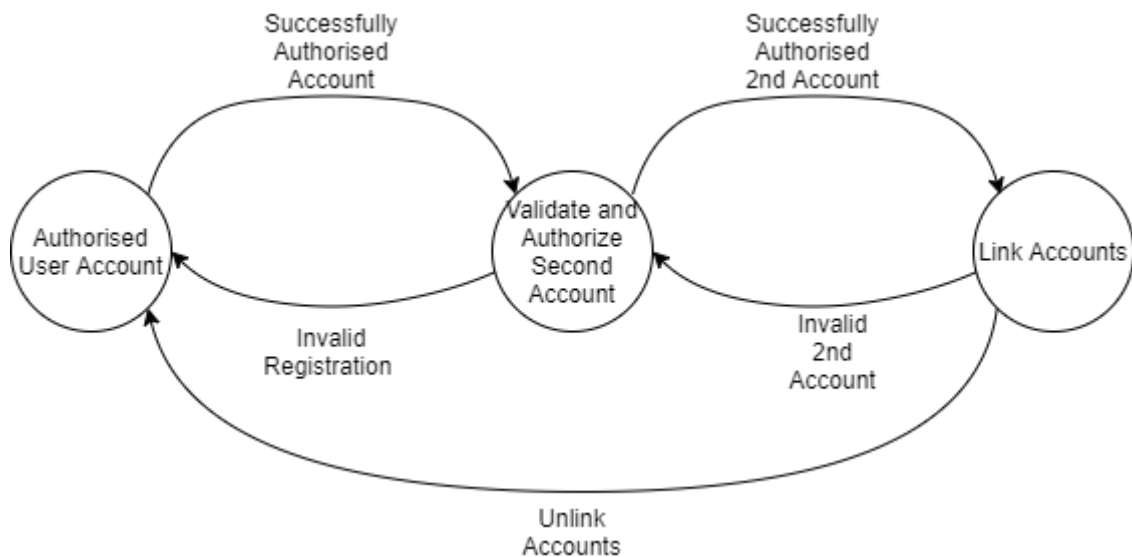 Successfully
Authorised
Account
Successfully
Authorised
2nd Account
Authorised
User Account
Validate and
Authorize
Second
Account
Link Accounts
Invalid
Registration
Invalid
2nd
Account
Unlink
Accounts